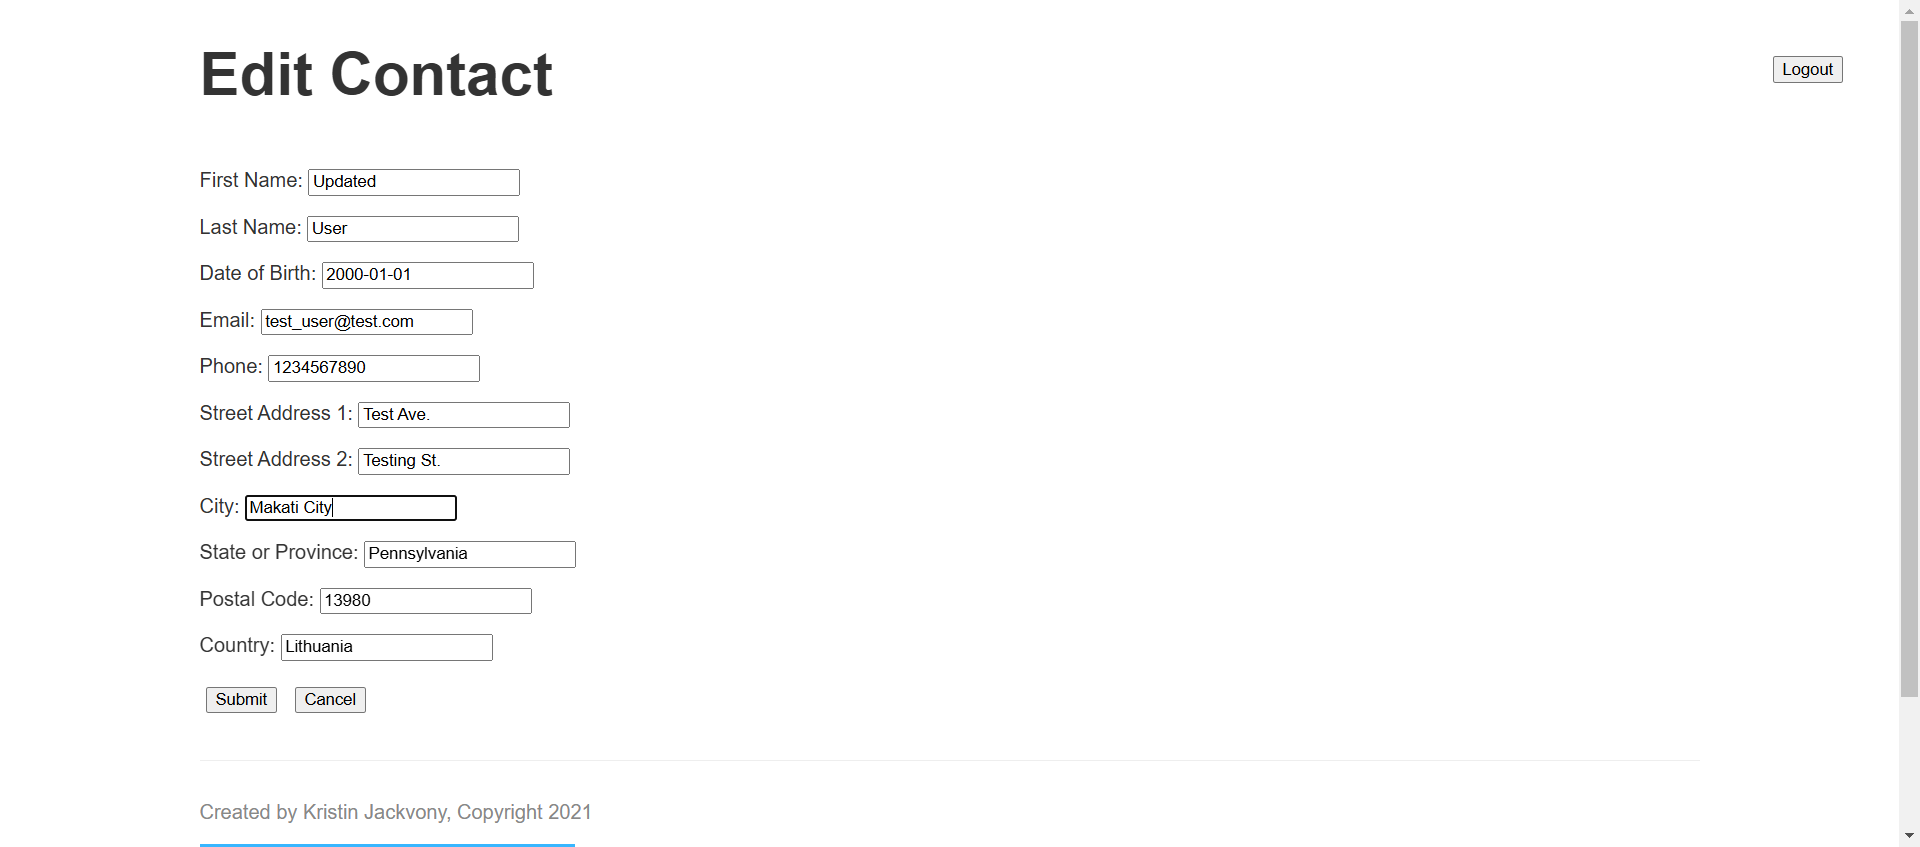 Edit Contact
Logout
First Name: Updated
Last Name: User
Date of Birth: 2000-01-01
Email: test_user@test.com
Phone: 1234567890
Street Address 1: Test Ave.
Street Address 2: Testing St.
City: Makati City
State or Province: Pennsylvania
Postal Code: 13980
Country: Lithuania
Submit Cancel
Created by Kristin Jackvony, Copyright 2021